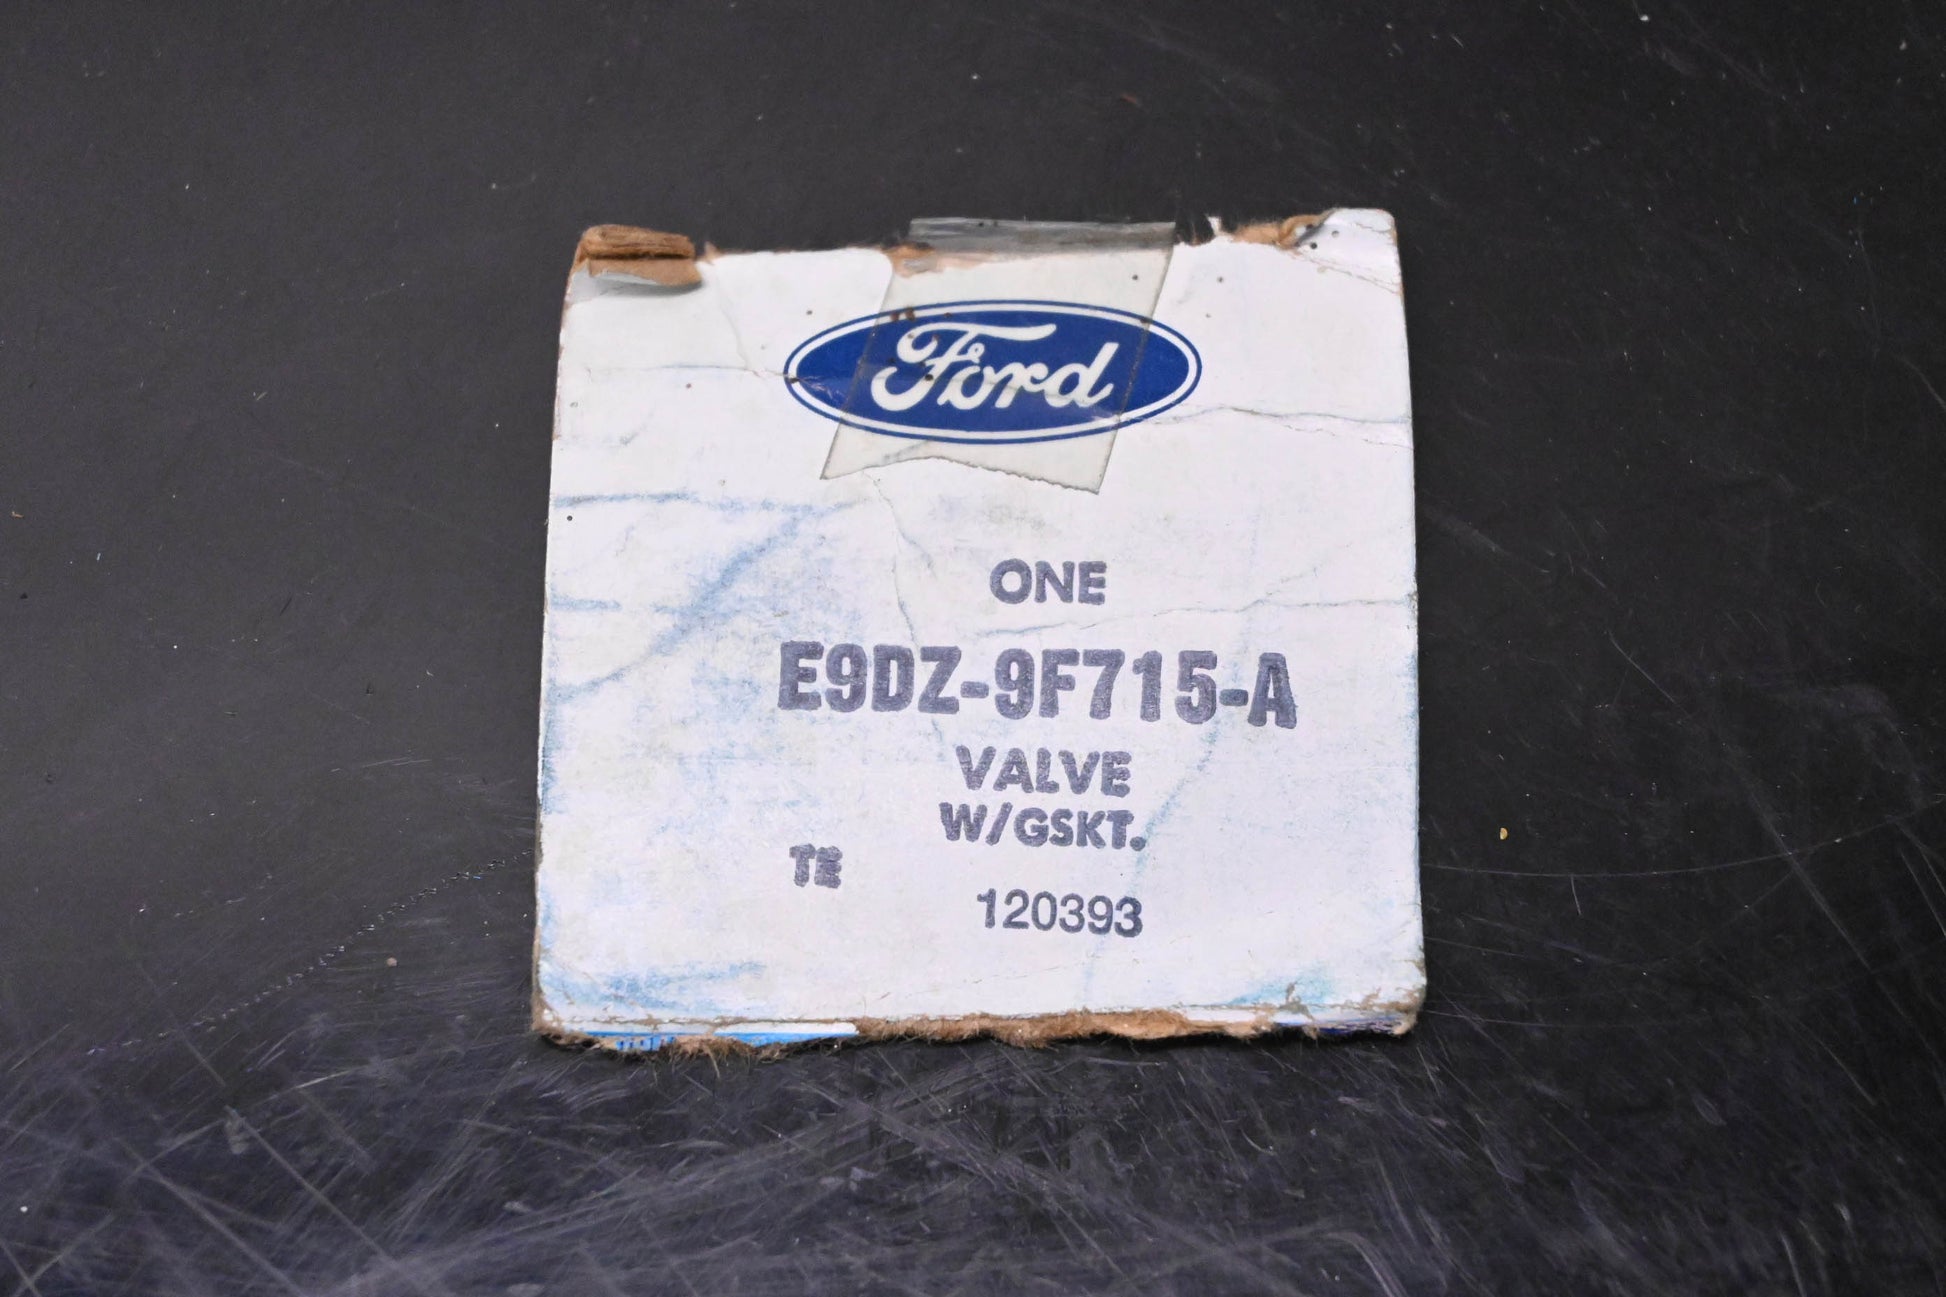 Ford
ONE
E9DZ-9F715-A
VALVE
W/GSKT.
TE
120393